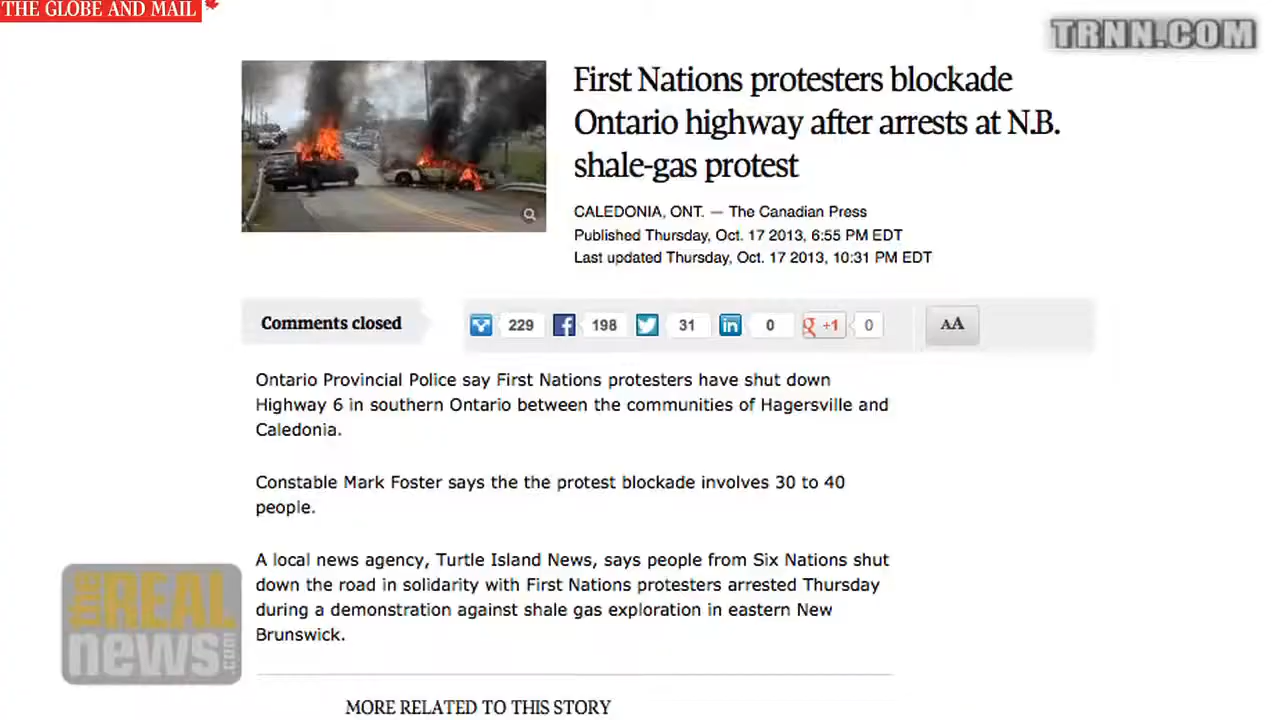 THE GLOBE AND MAIL
TRNN.COM
First Nations protesters blockade
Ontario highway after arrests at N.B.
shale-gas protest
CALEDONIA, ONT. — The Canadian Press
Published Thursday, Oct. 17 2013, 6:55 PM EDT
Last updated Thursday, Oct. 17 2013, 10:31 PM EDT
Comments closed
229 198 31 in 0 g +1 0 AA
Ontario Provincial Police say First Nations protesters have shut down
Highway 6 in southern Ontario between the communities of Hagersville and
Caledonia.
Constable Mark Foster says the the protest blockade involves 30 to 40
people.
A local news agency, Turtle Island News, says people from Six Nations shut
down the road in solidarity with First Nations protesters arrested Thursday
during a demonstration against shale gas exploration in eastern New
Brunswick.
the REAL
news.com
MORE RELATED TO THIS STORY